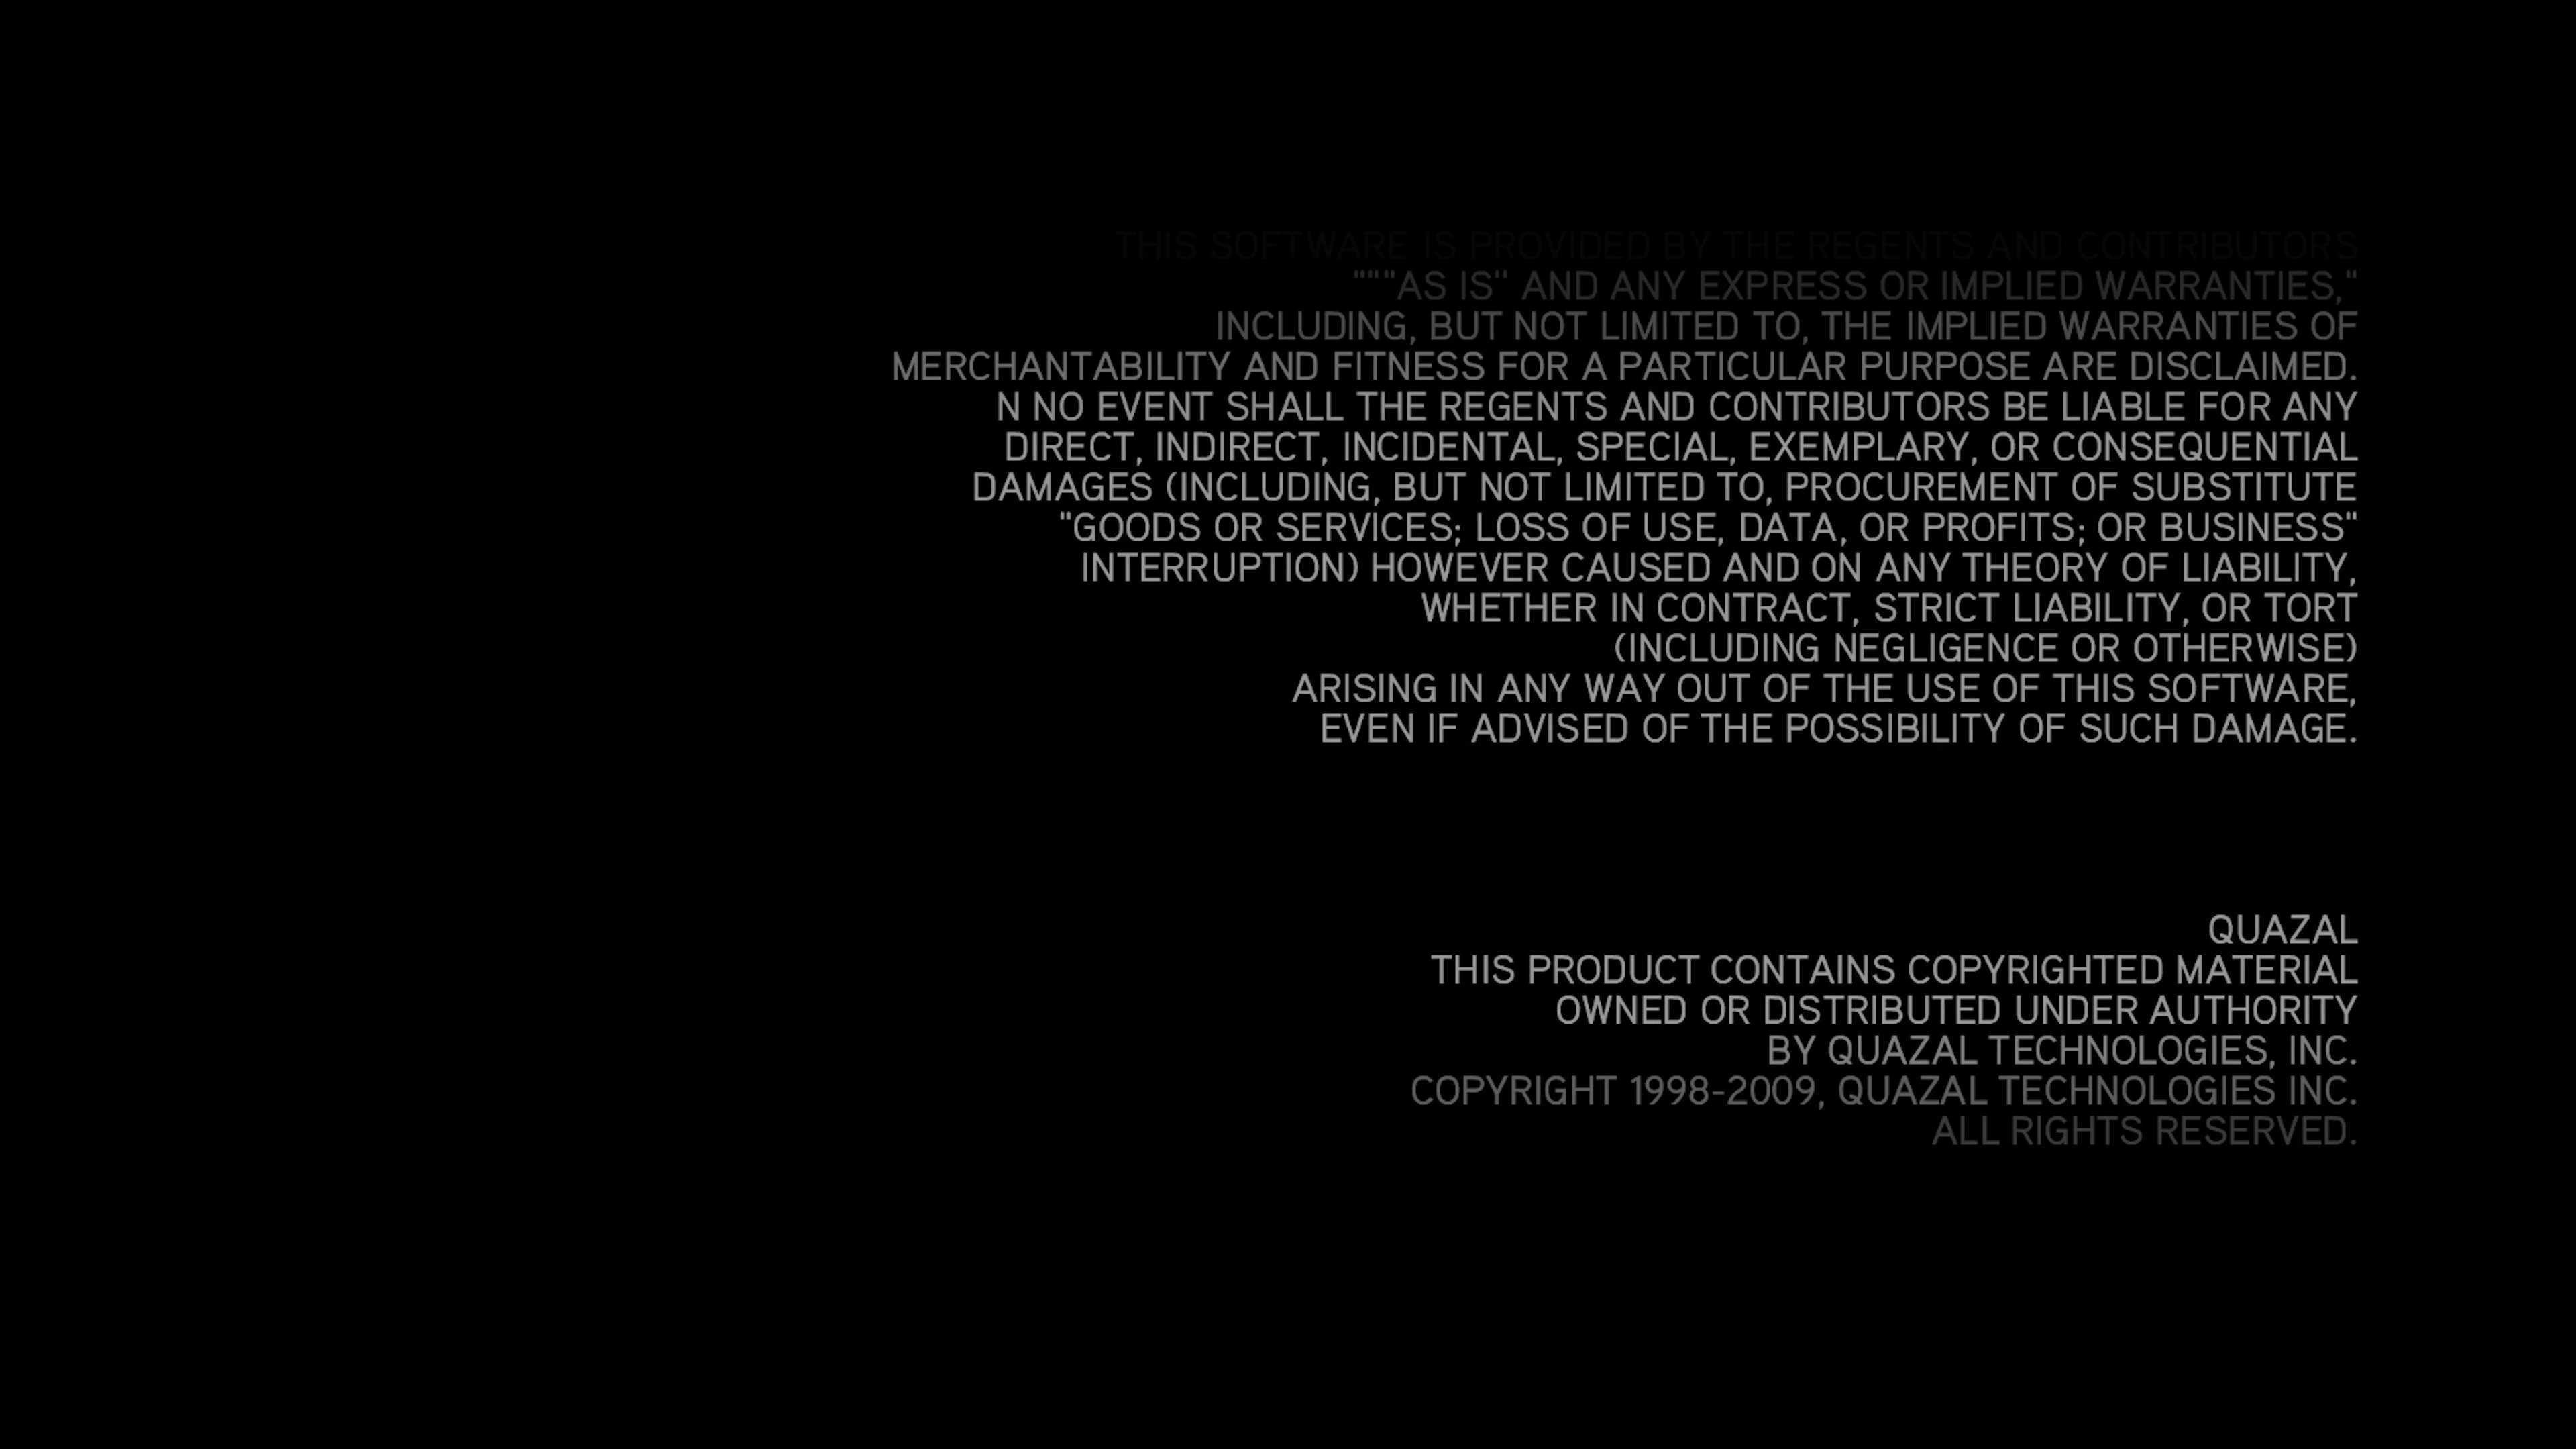 THIS SOFTWARE IS PROVIDED BY THE REGENTS AND CONTRIBUTORS
"""AS IS'' AND ANY EXPRESS OR IMPLIED WARRANTIES,"
INCLUDING, BUT NOT LIMITED TO, THE IMPLIED WARRANTIES OF
MERCHANTABILITY AND FITNESS FOR A PARTICULAR PURPOSE ARE DISCLAIMED.
N NO EVENT SHALL THE REGENTS AND CONTRIBUTORS BE LIABLE FOR ANY
DIRECT, INDIRECT, INCIDENTAL, SPECIAL, EXEMPLARY, OR CONSEQUENTIAL
DAMAGES (INCLUDING, BUT NOT LIMITED TO, PROCUREMENT OF SUBSTITUTE
"GOODS OR SERVICES; LOSS OF USE, DATA, OR PROFITS; OR BUSINESS"
INTERRUPTION) HOWEVER CAUSED AND ON ANY THEORY OF LIABILITY,
WHETHER IN CONTRACT, STRICT LIABILITY, OR TORT
(INCLUDING NEGLIGENCE OR OTHERWISE)
ARISING IN ANY WAY OUT OF THE USE OF THIS SOFTWARE,
EVEN IF ADVISED OF THE POSSIBILITY OF SUCH DAMAGE.
QUAZAL
THIS PRODUCT CONTAINS COPYRIGHTED MATERIAL
OWNED OR DISTRIBUTED UNDER AUTHORITY
BY QUAZAL TECHNOLOGIES, INC.
COPYRIGHT 1998-2009, QUAZAL TECHNOLOGIES INC.
ALL RIGHTS RESERVED.